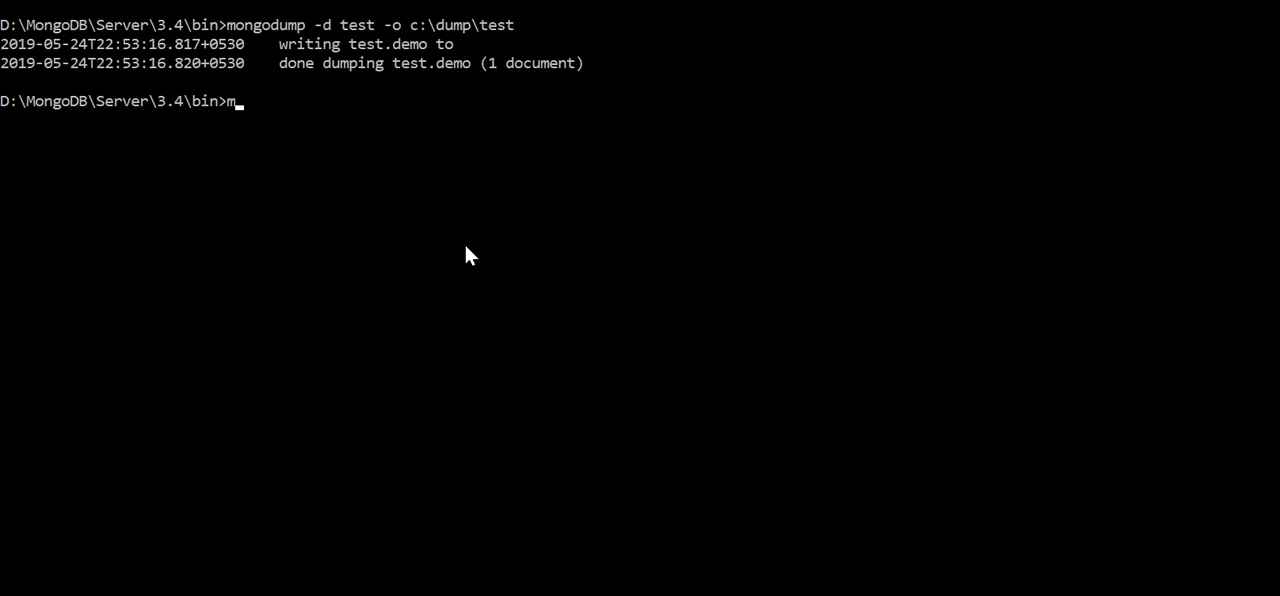 D:\MongoDB\Server\3.4\bin>mongodump -d test -o c:\dump\test
2019-05-24T22:53:16.817+0530    writing test.demo to
2019-05-24T22:53:16.820+0530    done dumping test.demo (1 document)
D:\MongoDB\Server\3.4\bin>m